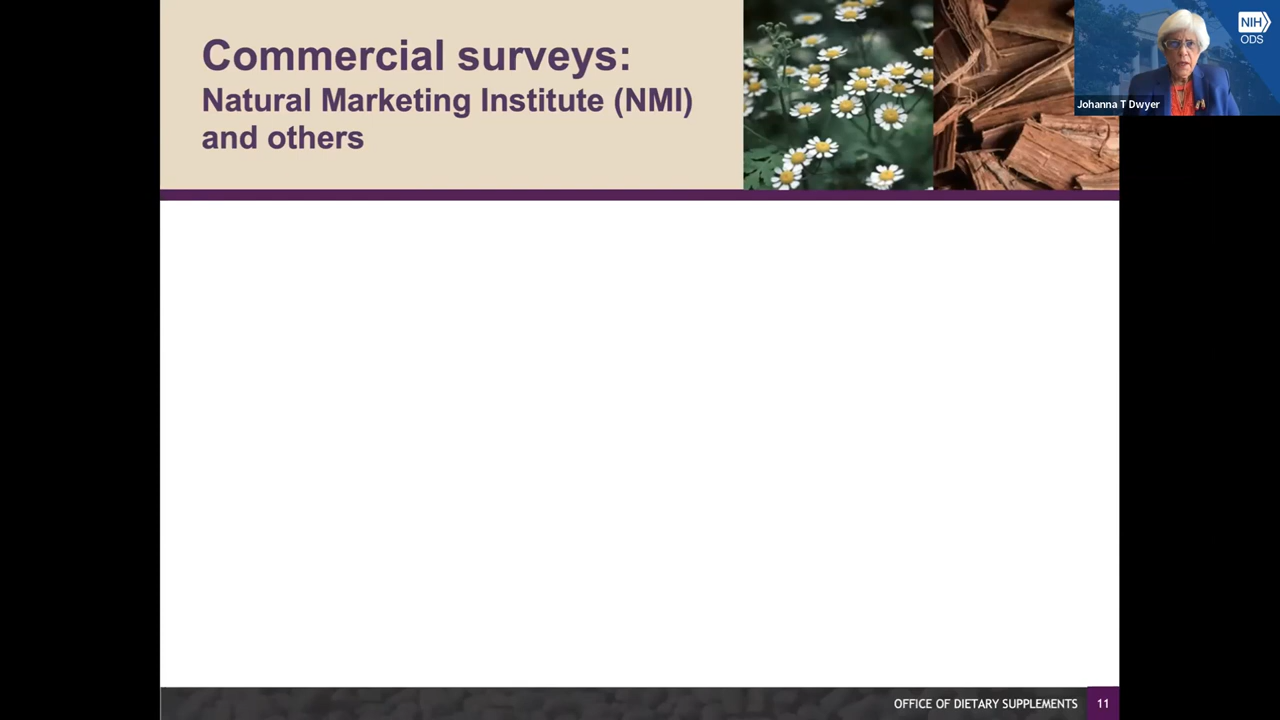 Commercial surveys:
Natural Marketing Institute (NMI)
and others
NIH
ODS
Johanna T Dwyer
OFFICE OF DIETARY SUPPLEMENTS
11